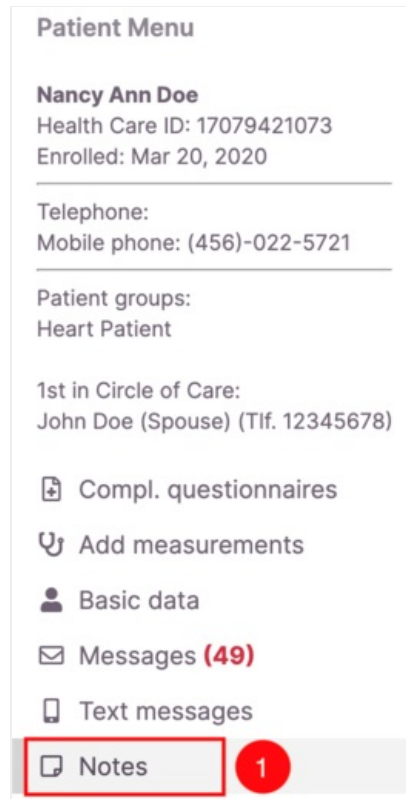 Patient Menu
Nancy Ann Doe
Health Care ID: 17079421073
Enrolled: Mar 20, 2020
Telephone:
Mobile phone: (456)-022-5721
Patient groups:
Heart Patient
1st in Circle of Care:
John Doe (Spouse) (Tlf. 12345678)
Compl. questionnaires
Add measurements
Basic data
Messages (49)
Text messages
Notes 1